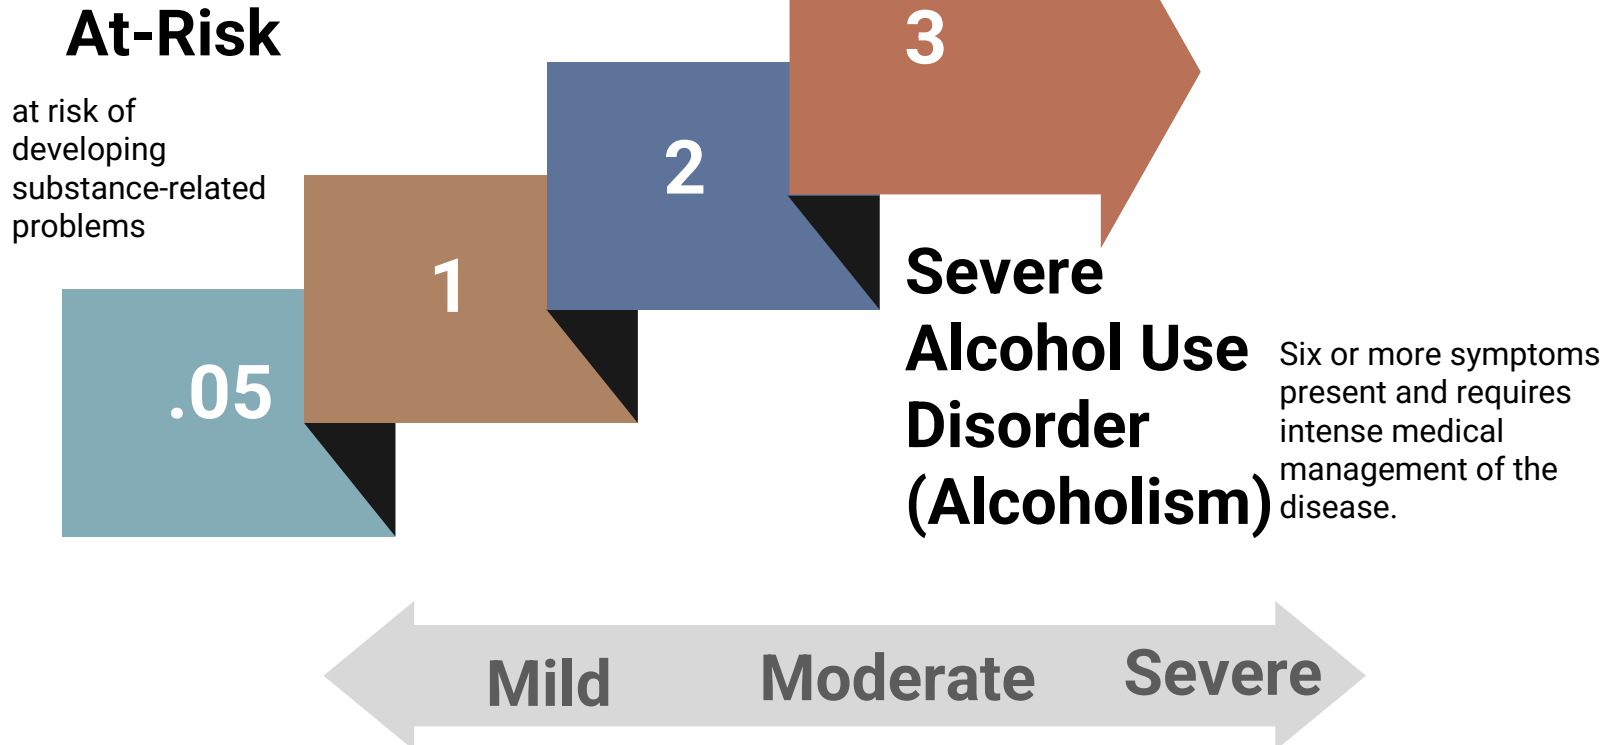 At-Risk
at risk of
developing
substance-related
problems
.05
1
2
3
Severe
Alcohol Use
Disorder
(Alcoholism)
Six or more symptoms
present and requires
intense medical
management of the
disease.
Mild
Moderate
Severe